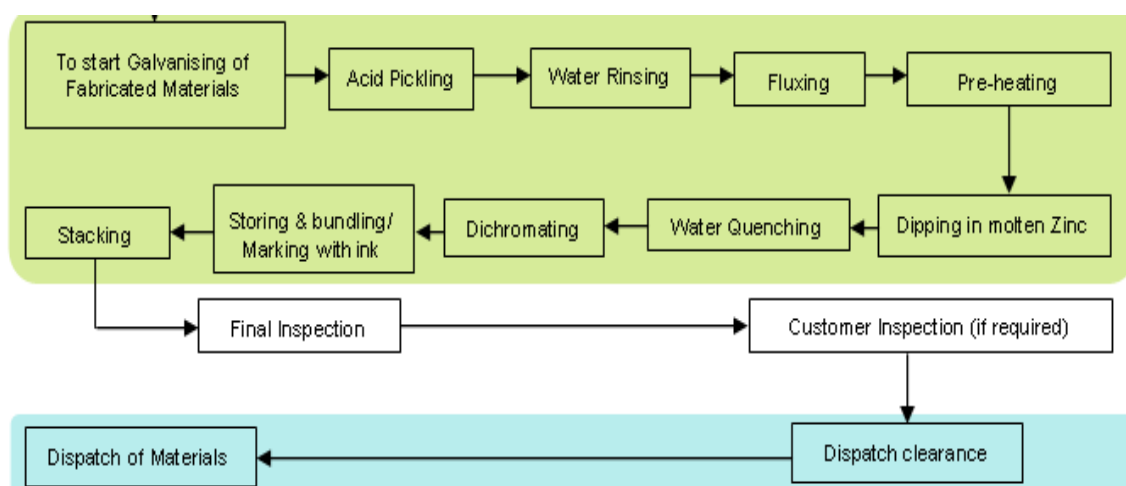 To start Galvanising of
Fabricated Materials
Acid Pickling
Water Rinsing
Fluxing
Pre-heating
Stacking
Storing & bundling/
Marking with ink
Dichromating
Water Quenching
Dipping in molten Zinc
Final Inspection
Customer Inspection (if required)
Dispatch of Materials
Dispatch clearance